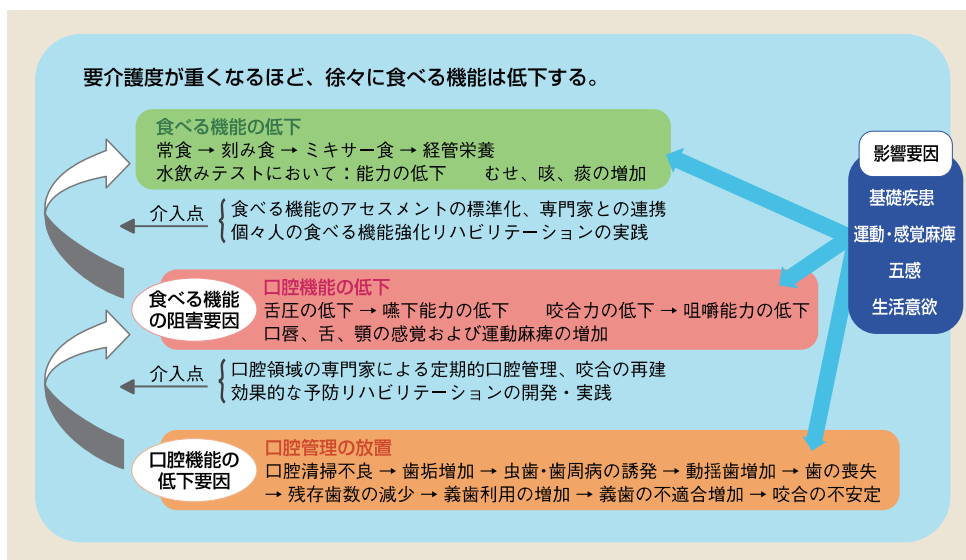 要介護度が重くなるほど、徐々に食べる機能は低下する。
食べる機能の低下
常食 → 刻み食 → ミキサー食 → 経管栄養
水飲みテストにおいて：能力の低下　　むせ、咳、痰の増加
介入点
食べる機能のアセスメントの標準化、専門家との連携
個々人の食べる機能強化リハビリテーションの実践
食べる機能
の阻害要因
口腔機能の低下
舌圧の低下 → 嚥下能力の低下　　咬合力の低下 → 咀嚼能力の低下
口唇、舌、顎の感覚および運動麻痺の増加
介入点
口腔領域の専門家による定期的口腔管理、咬合の再建
効果的な予防リハビリテーションの開発・実践
口腔機能の
低下要因
口腔管理の放置
口腔清掃不良 → 歯垢増加 → 虫歯・歯周病の誘発 → 動揺歯増加 → 歯の喪失
→ 残存歯数の減少 → 義歯利用の増加 → 義歯の不適合増加 → 咬合の不安定
影響要因
基礎疾患
運動・感覚麻痺
五感
生活意欲